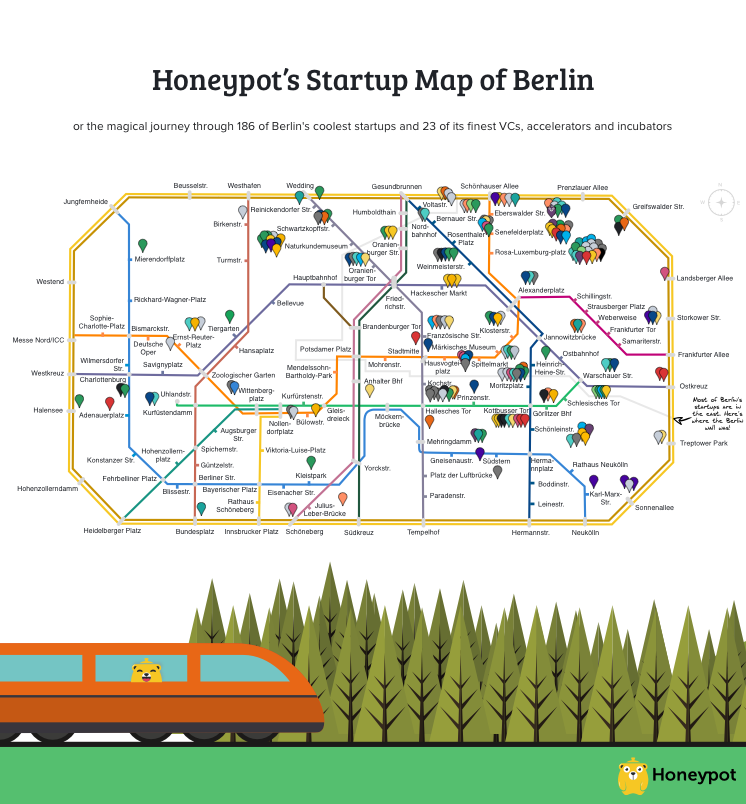 Honeypot's Startup Map of Berlin
or the magical journey through 186 of Berlin's coolest startups and 23 of its finest VCs, accelerators and incubators
Beusselstr.
Westhafen
Wedding
Gesundbrunnen
Schönhauser Allee
Prenzlauer Allee
Greifswalder Str.
N
W
E
S
Jungfernheide
Birkenstr.
Reinickendorfer Str.
Humboldthain
Voltastr.
Bernauer Str.
Eberswalder Str.
Schwartzkopfstr.
Nord-
bahnhof
Rosenthaler
Platz
Senefelderplatz
Naturkundemuseum
Oranien-
burger Str.
Mierendorffplatz
Turmstr.
Rosa-Luxemburg-platz
Weinmeisterstr.
Oranien-
burger Tor
Westend
Hauptbahnhof
Landsberger Allee
Hackescher Markt
Alexanderplatz
Rickhard-Wagner-Platz
Bellevue
Fried-
richstr.
Schillingstr.
Strausberger Platz
Weberweise
Storkower Str.
Sophie-
Charlotte-Platz
Bismarckstr.
Tiergarten
Brandenburger Tor
Klosterstr.
Frankfurter Tor
Messe Nord/ICC
Deutsche
Oper
Ernst-Reuter-
Platz
Hansaplatz
Französische Str.
Jannowitzbrücke
Samariterstr.
Potsdamer Platz
Stadtmitte
Märkisches Museum
Ostbahnhof
Frankfurter Allee
Wilmersdorfer
Str.
Savignyplatz
Mendelssohn-
Bartholdy-Park
Mohrenstr.
Hausvogtei-
platz
Spittelmarkt
Heinrich-
Heine-Str.
Westkreuz
Charlottenburg
Zoologischer Garten
Warschauer Str.
Anhalter Bhf
Kochstr.
Moritzplatz
Ostkreuz
Uhlandstr.
Wittenberg-
platz
Kurfürstenstr.
Prinzenstr.
Schlesisches Tor
Most of Berlin's
startups are in
the east. Here's
where the Berlin
wall was!
Halensee
Adenauerplatz
Kurfüstendamm
Gleis-
dreieck
Möckern-
brücke
Hallesches Tor
Kottbusser Tor
Görlitzer Bhf
Nollen-
dorfplatz
Bülowstr.
Augsburger
Str.
Schönleinstr.
Treptower Park
Mehringdamm
Konstanzer Str.
Hohenzollern-
platz
Spichernstr.
Viktoria-Luise-Platz
Gneisenaustr.
Südstern
Herma-
nnplatz
Rathaus Neukölln
Güntzelstr.
Yorckstr.
Fehrbelliner Platz
Berliner Str.
Kleistpark
Platz der Luftbrücke
Hohenzollerndamm
Blissestr.
Bayerischer Platz
Eisenacher Str.
Boddinstr.
Karl-Marx-
Str.
Paradenstr.
Rathaus
Schöneberg
Julius-
Leber-Brücke
Leinestr.
Sonnenallee
Heidelberger Platz
Bundesplatz
Innsbrucker Platz
Schöneberg
Südkreuz
Tempelhof
Hermannstr.
Neukölln
Honeypot